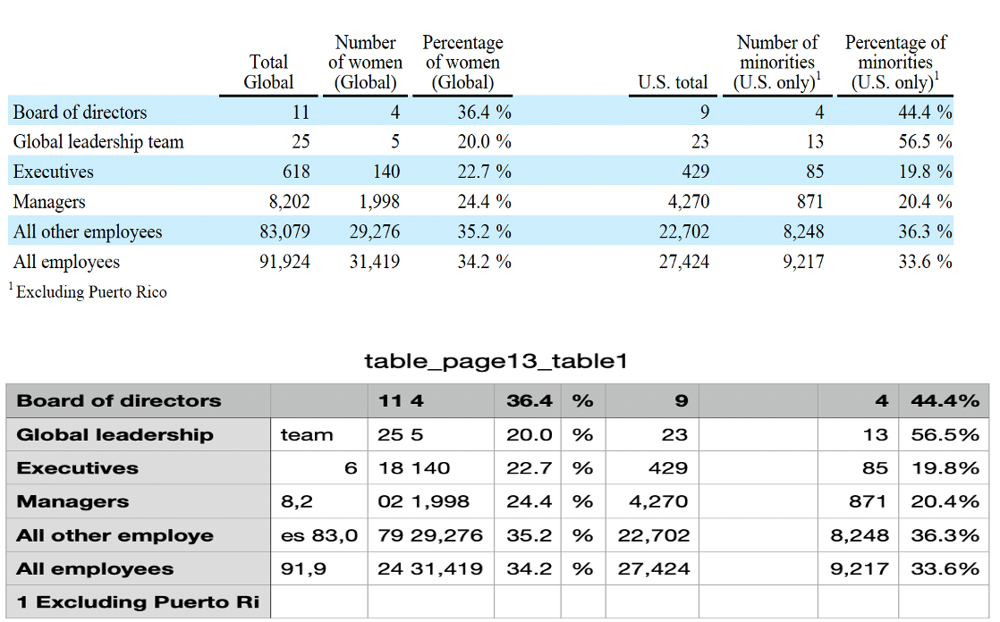 Total Global Number of women (Global) Percentage of women (Global) U.S. total Number of minorities (U.S. only)1 Percentage of minorities (U.S. only)1
Board of directors 11 4 36.4 % 9 4 44.4 %
Global leadership team 25 5 20.0 % 23 13 56.5 %
Executives 618 140 22.7 % 429 85 19.8 %
Managers 8,202 1,998 24.4 % 4,270 871 20.4 %
All other employees 83,079 29,276 35.2 % 22,702 8,248 36.3 %
All employees 91,924 31,419 34.2 % 27,424 9,217 33.6 %
1 Excluding Puerto Rico
table_page13_table1
Board of directors 11 4 36.4 % 9 4 44.4%
Global leadership team 25 5 20.0 % 23 13 56.5%
Executives 6 18 140 22.7 % 429 85 19.8%
Managers 8,2 02 1,998 24.4 % 4,270 871 20.4%
All other employe es 83,0 79 29,276 35.2 % 22,702 8,248 36.3%
All employees 91,9 24 31,419 34.2 % 27,424 9,217 33.6%
1 Excluding Puerto Ri